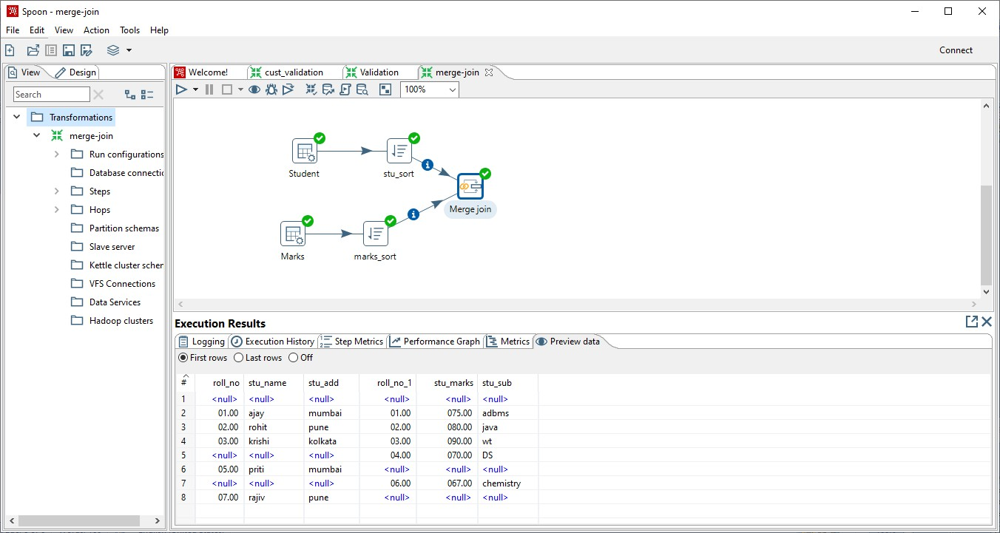 Spoon - merge-join
File Edit View Action Tools Help
Connect
View Design
Search
Transformations
merge-join
Run configurations
Database connectic
Steps
Hops
Partition schemas
Slave server
Kettle cluster scher
VFS Connections
Data Services
Hadoop clusters
Welcome! cust_validation Validation merge-join
100%
Student stu_sort
Merge join
Marks marks_sort
Execution Results
Logging Execution History Step Metrics Performance Graph Metrics Preview data
First rows Last rows Off
# roll_no stu_name stu_add roll_no_1 stu_marks stu_sub
1 <null> <null> <null> <null> <null> <null>
2 01.00 ajay mumbai 01.00 075.00 adbms
3 02.00 rohit pune 02.00 080.00 java
4 03.00 krishi kolkata 03.00 090.00 wt
5 <null> <null> <null> 04.00 070.00 DS
6 05.00 priti mumbai <null> <null> <null>
7 <null> <null> <null> 06.00 067.00 chemistry
8 07.00 rajiv pune <null> <null> <null>